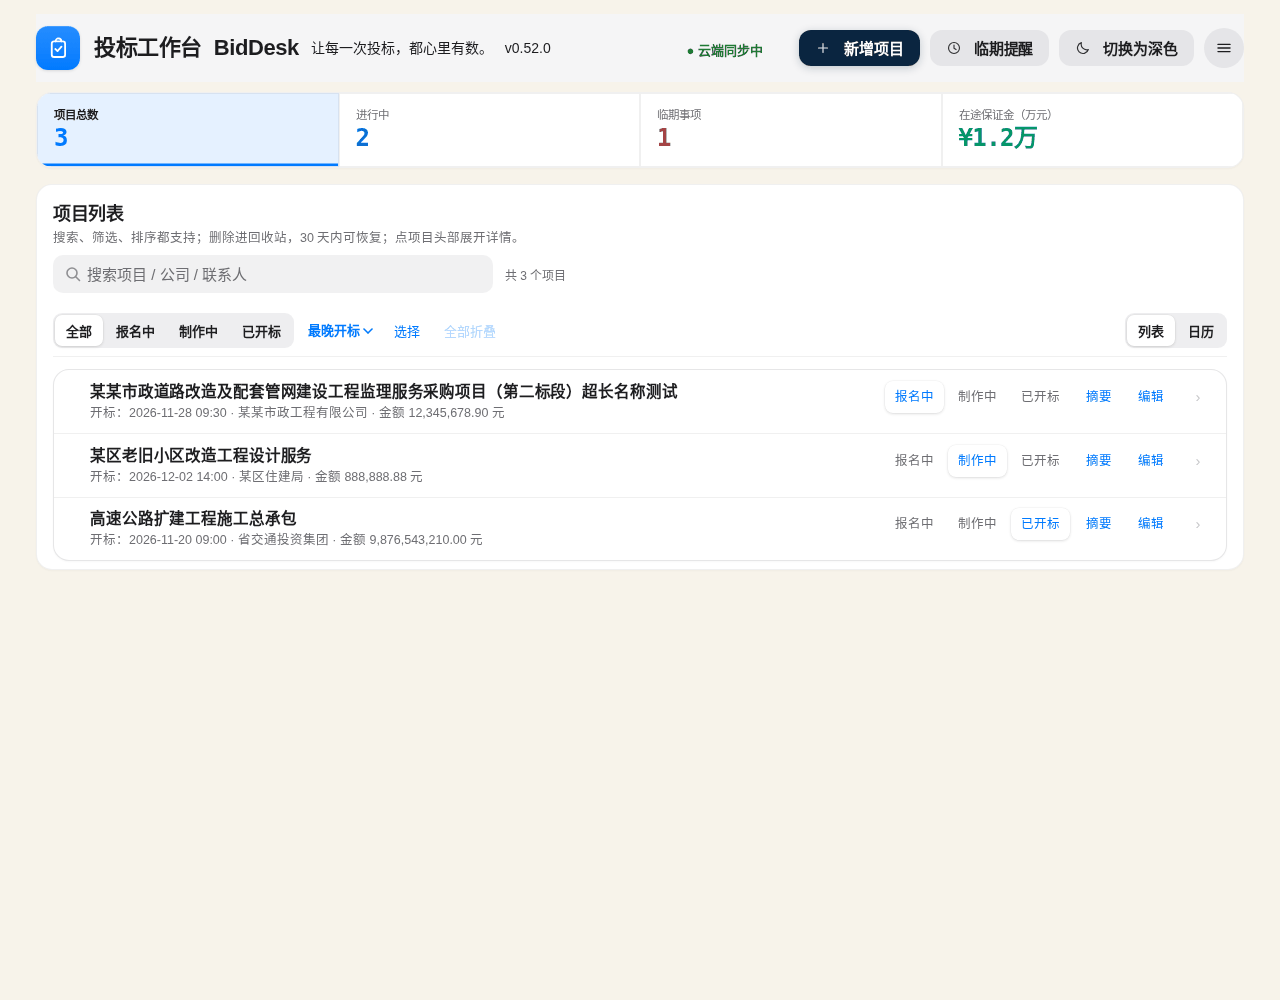 投标工作台 BidDesk 让每一次投标，都心里有数。 v0.52.0 ● 云端同步中 新增项目 临期提醒 切换为深色
项目总数 进行中 临期事项 在途保证金（万元）
3 2 1 ¥1.2万
项目列表
搜索、筛选、排序都支持；删除进回收站，30 天内可恢复；点项目头部展开详情。
搜索项目 / 公司 / 联系人 共 3 个项目
全部 报名中 制作中 已开标 最晚开标 选择 全部折叠 列表 日历
某某市政道路改造及配套管网建设工程监理服务采购项目（第二标段）超长名称测试 报名中 制作中 已开标 摘要 编辑 ›
开标：2026-11-28 09:30 · 某某市政工程有限公司 · 金额 12,345,678.90 元
某区老旧小区改造工程设计服务 报名中 制作中 已开标 摘要 编辑 ›
开标：2026-12-02 14:00 · 某区住建局 · 金额 888,888.88 元
高速公路扩建工程施工总承包 报名中 制作中 已开标 摘要 编辑 ›
开标：2026-11-20 09:00 · 省交通投资集团 · 金额 9,876,543,210.00 元